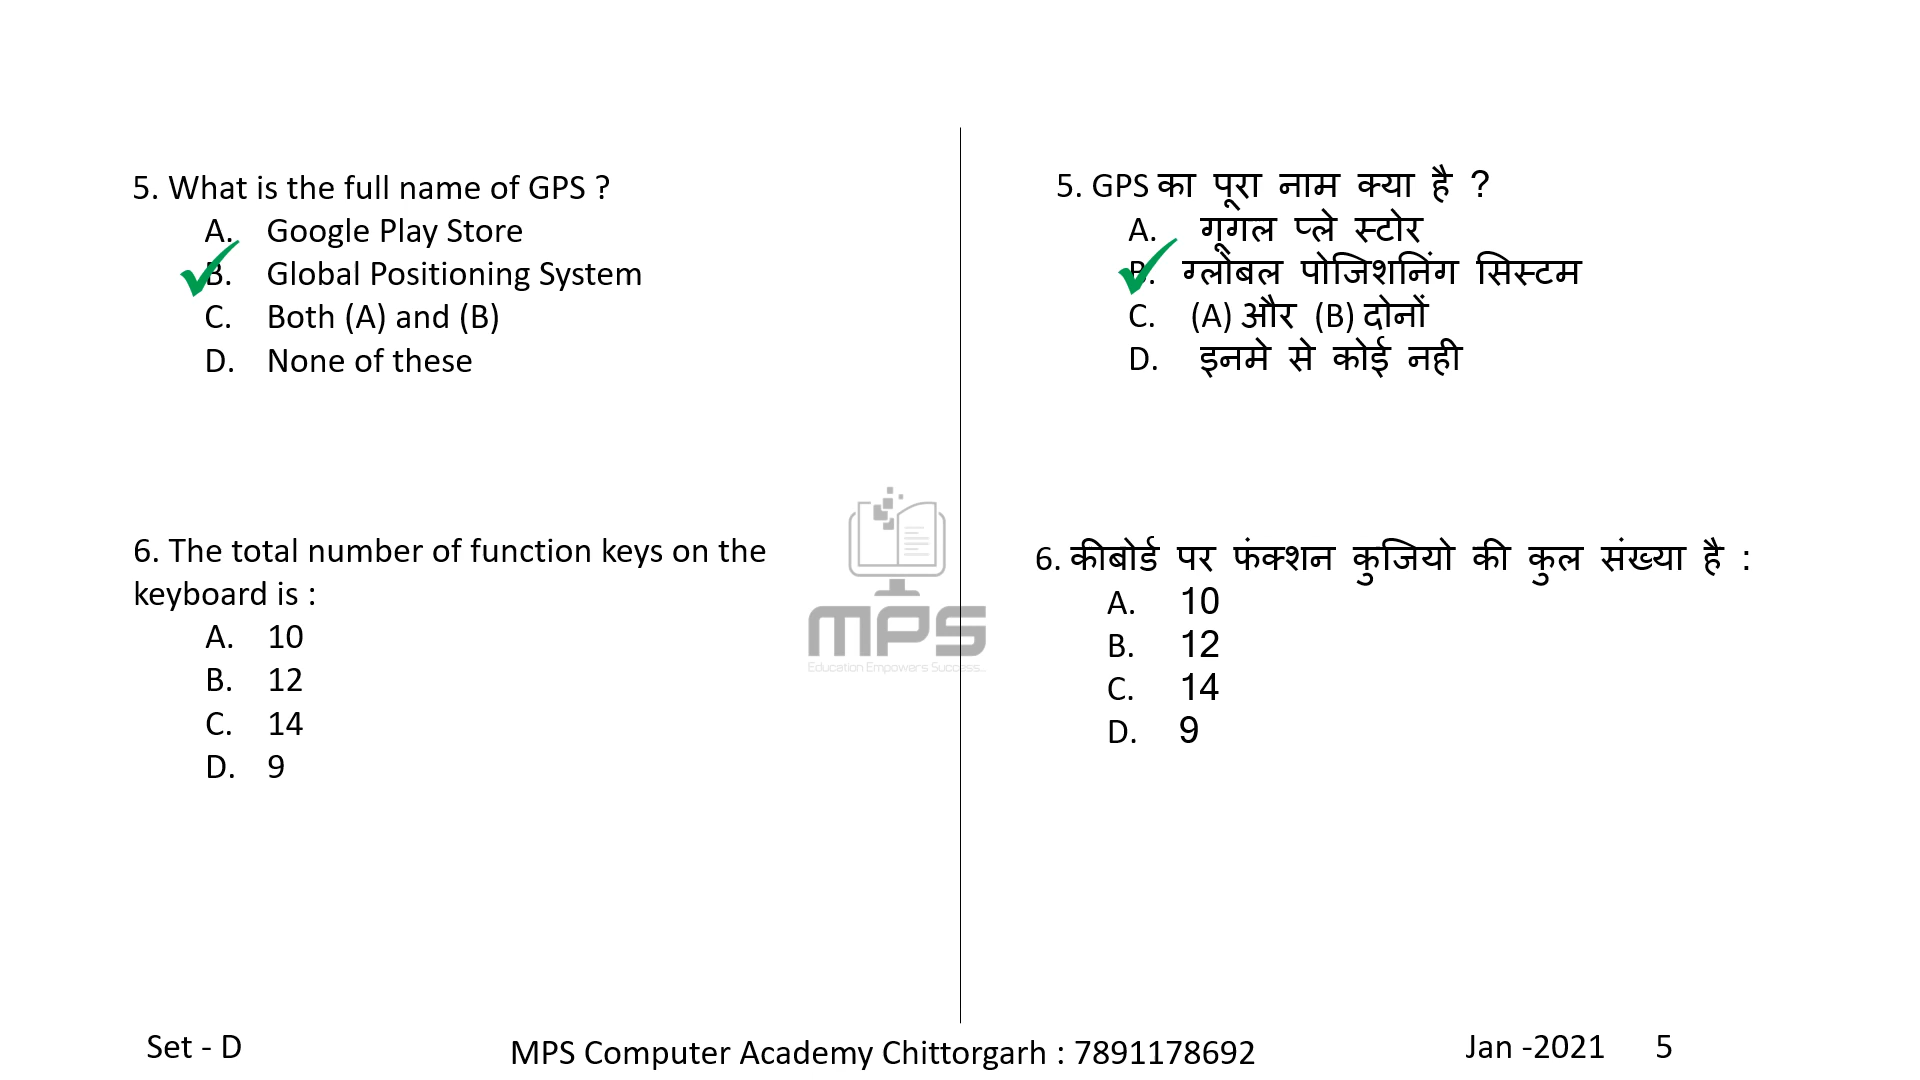 5. What is the full name of GPS ?
A. Google Play Store
B. Global Positioning System
C. Both (A) and (B)
D. None of these
6. The total number of function keys on the
keyboard is :
A. 10
B. 12
C. 14
D. 9
5. GPS का पूरा नाम क्या है ?
A. गूगल प्ले स्टोर
B. ग्लोबल पोजिशनिंग सिस्टम
C. (A) और (B) दोनों
D. इनमे से कोई नही
6. कीबोर्ड पर फंक्शन कुजियो की कुल संख्या है :
A. 10
B. 12
C. 14
D. 9
MPS
Education Empowers Success...
Set - D
MPS Computer Academy Chittorgarh : 7891178692
Jan -2021 5